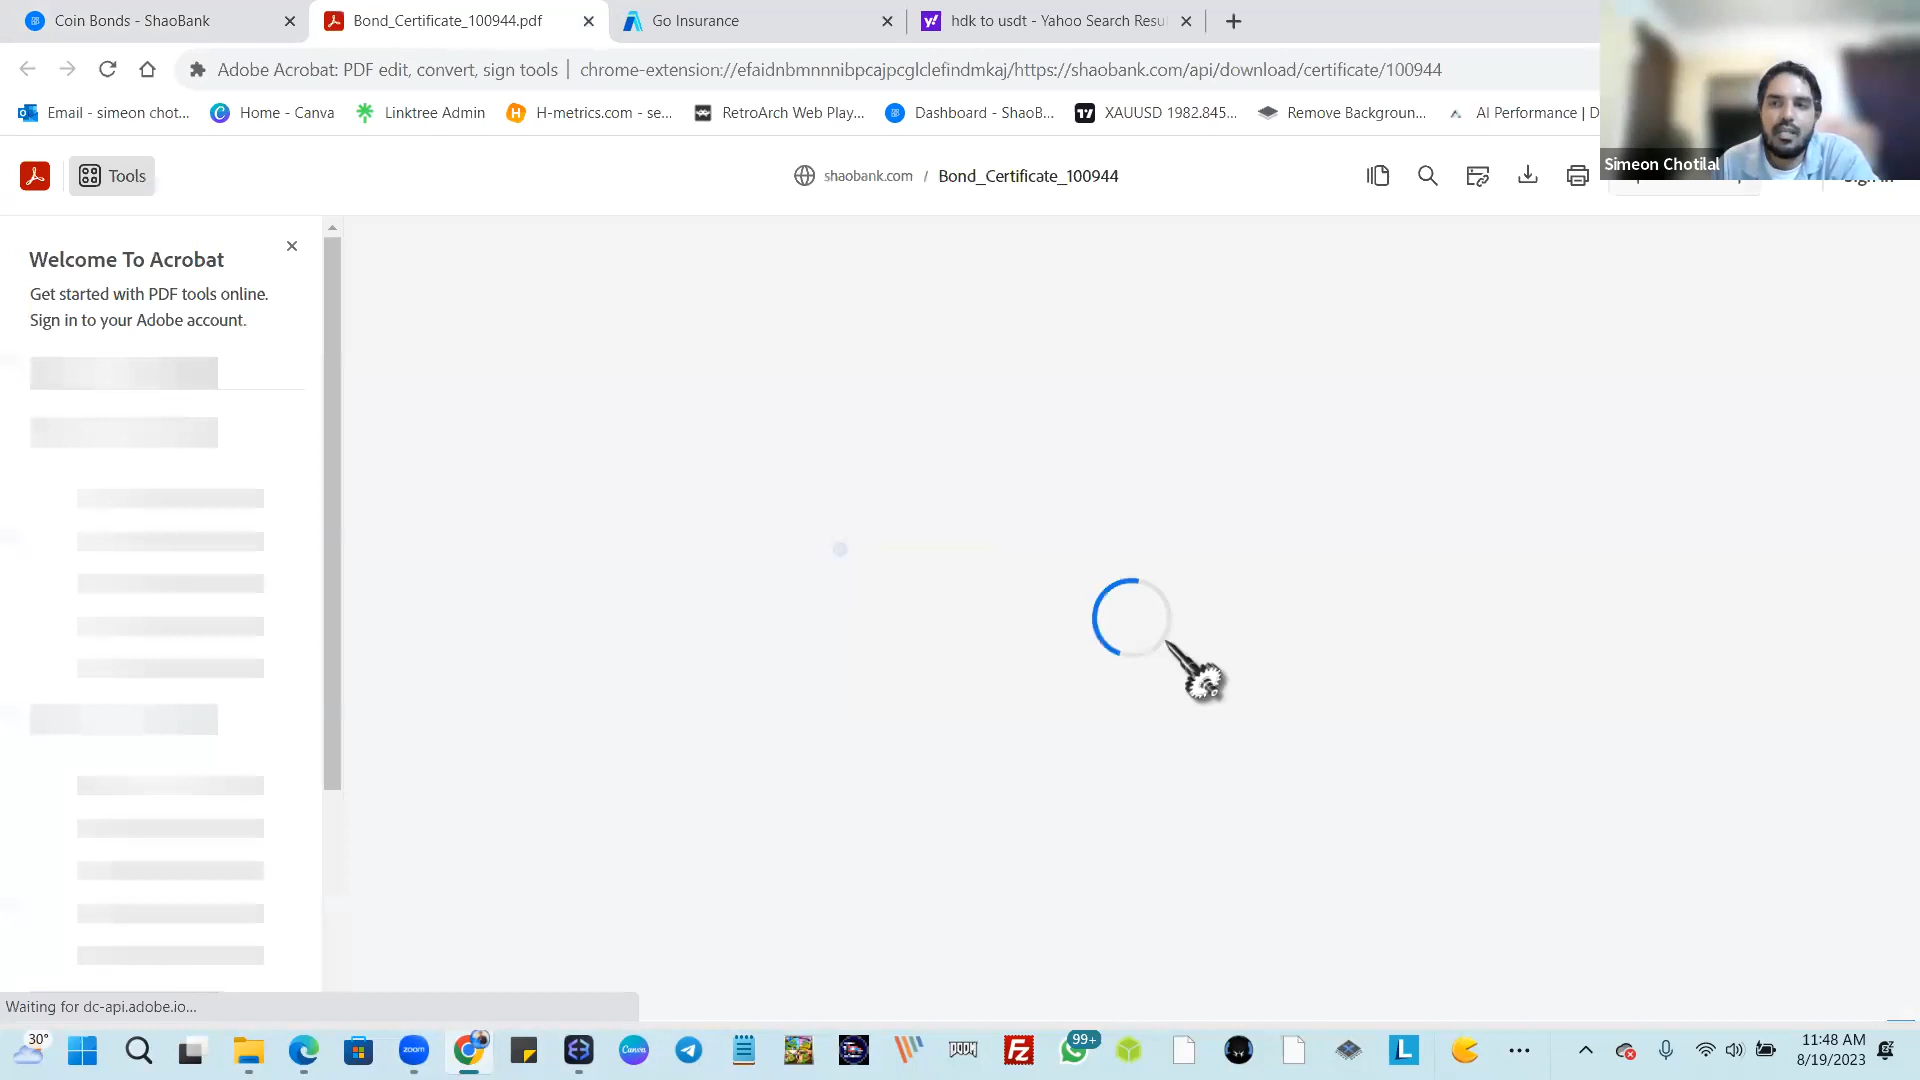 Coin Bonds - ShaoBank
Bond_Certificate_100944.pdf
Go Insurance
hdk to usdt - Yahoo Search Resu
Adobe Acrobat: PDF edit, convert, sign tools
chrome-extension://efaidnbmnnnibpcajpcglclefindmkaj/https://shaobank.com/api/download/certificate/100944
Email - simeon chot...
Home - Canva
Linktree Admin
H-metrics.com - se...
RetroArch Web Play...
Dashboard - ShaoB...
XAUUSD 1982.845...
Remove Backgroun...
AI Performance | D
Simeon Chotilal
Tools
shaobank.com / Bond_Certificate_100944
Welcome To Acrobat
Get started with PDF tools online.
Sign in to your Adobe account.
Waiting for dc-api.adobe.io...
30°
zoom
Canva
DOOM
FZ
99+
L
11:48 AM
8/19/2023